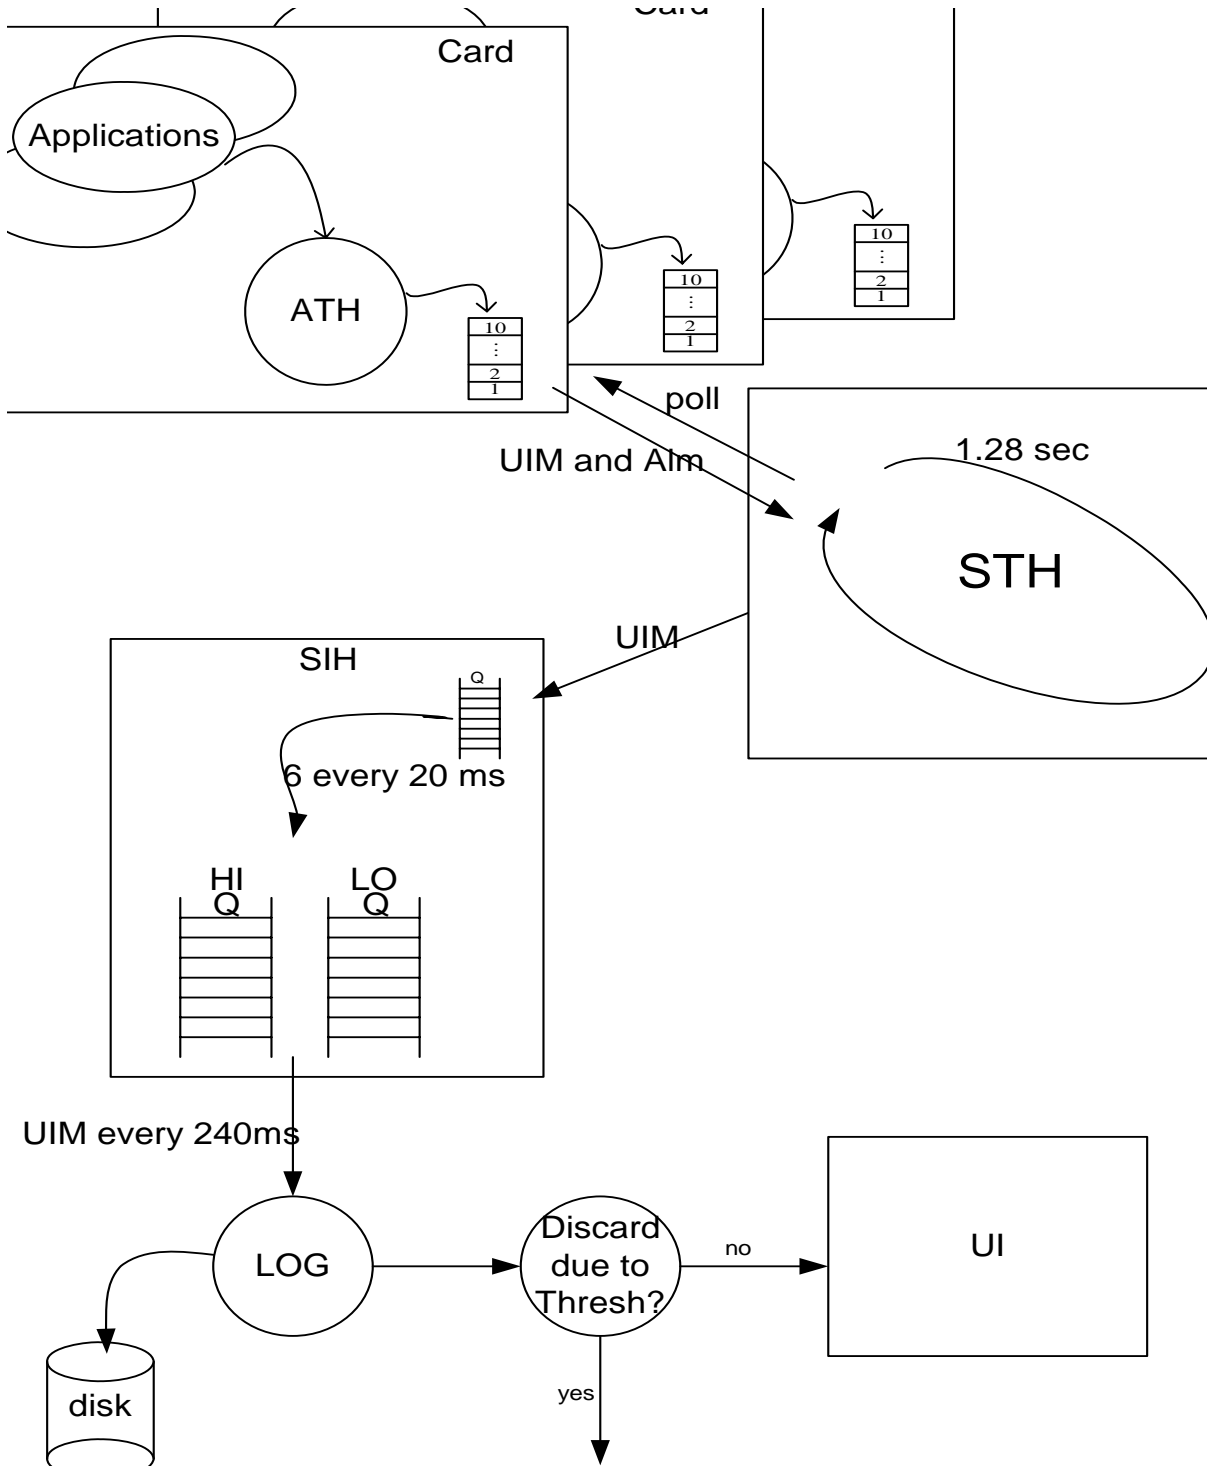 Card
Card
Applications
ATH
10
⋮
2
1
10
⋮
2
1
10
⋮
2
1
poll
UIM and Alm
1.28 sec
STH
UIM
SIH
Q
6 every 20 ms
HI
Q
LO
Q
UIM every 240ms
LOG
Discard
due to
Thresh?
no
UI
yes
disk